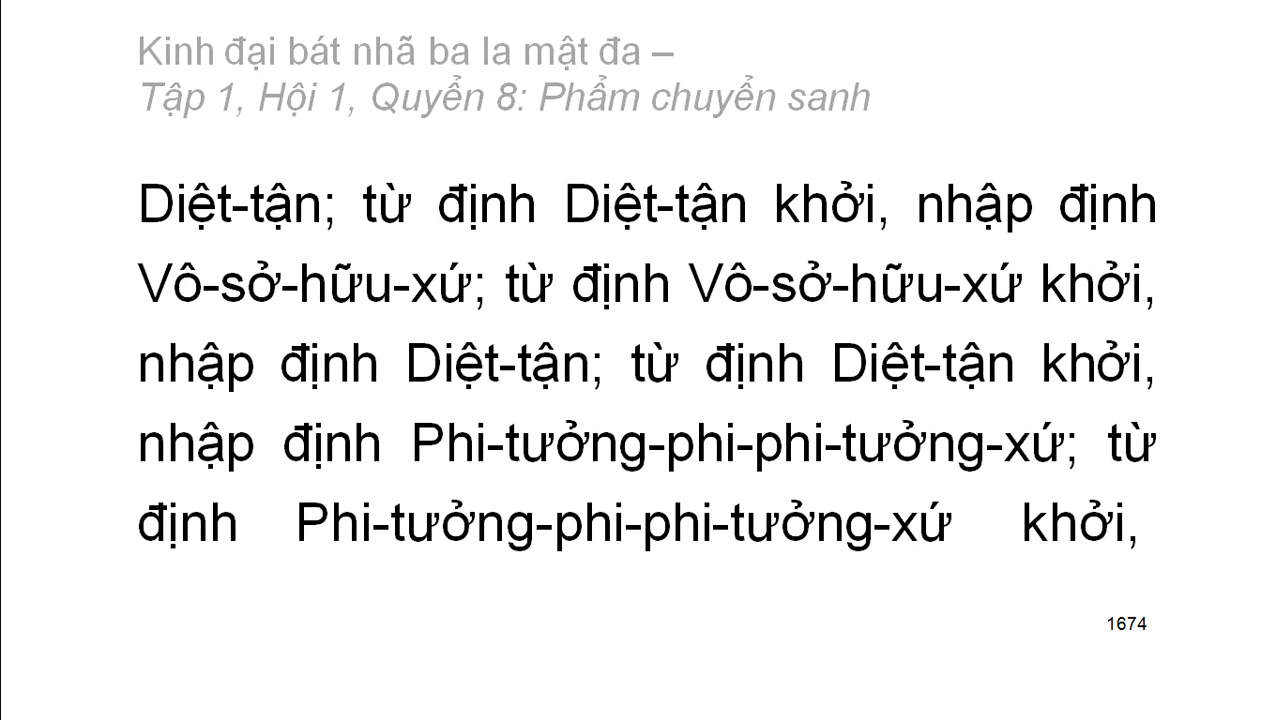 Kinh đại bát nhã ba la mật đa –
Tập 1, Hội 1, Quyển 8: Phẩm chuyển sanh
Diệt-tận; từ định Diệt-tận khởi, nhập định
Vô-sở-hữu-xứ; từ định Vô-sở-hữu-xứ khởi,
nhập định Diệt-tận; từ định Diệt-tận khởi,
nhập định Phi-tưởng-phi-phi-tưởng-xứ; từ
định Phi-tưởng-phi-phi-tưởng-xứ khởi,
1674